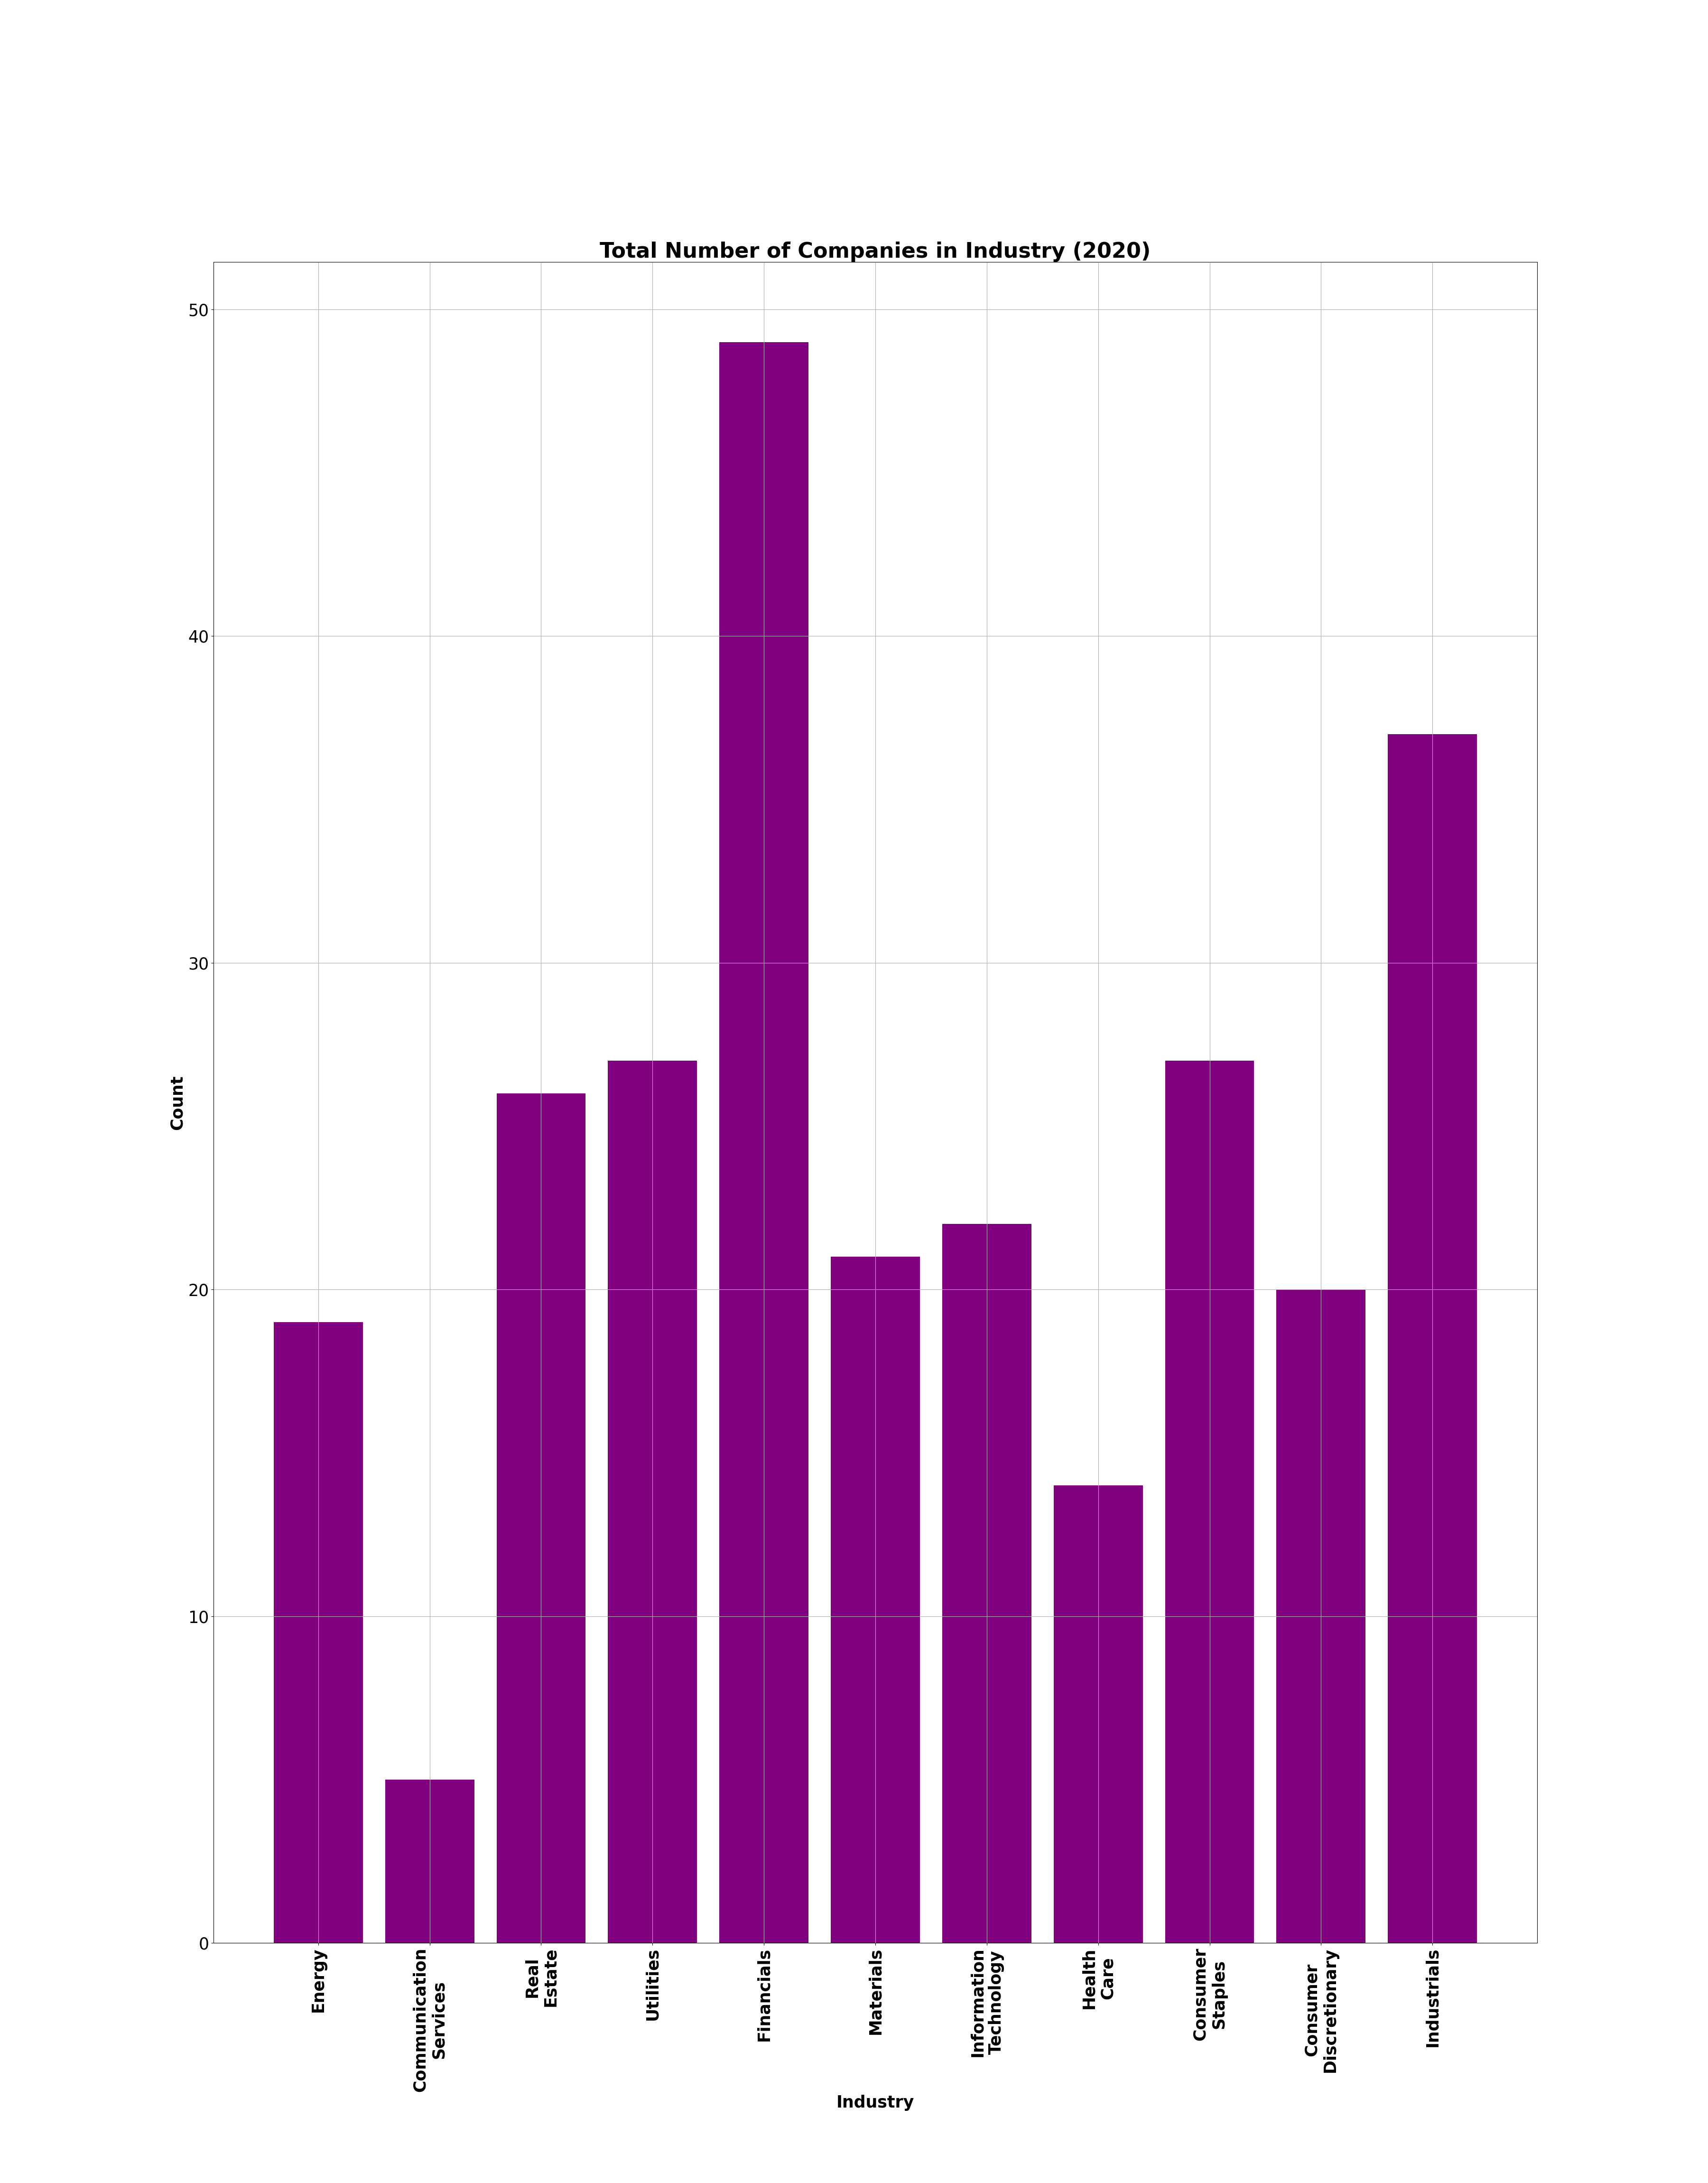 Total Number of Companies in Industry (2020)
50
40
30
20
10
0
Count
Energy
Communication
Services
Real
Estate
Utilities
Financials
Materials
Information
Technology
Health
Care
Consumer
Staples
Consumer
Discretionary
Industrials
Industry